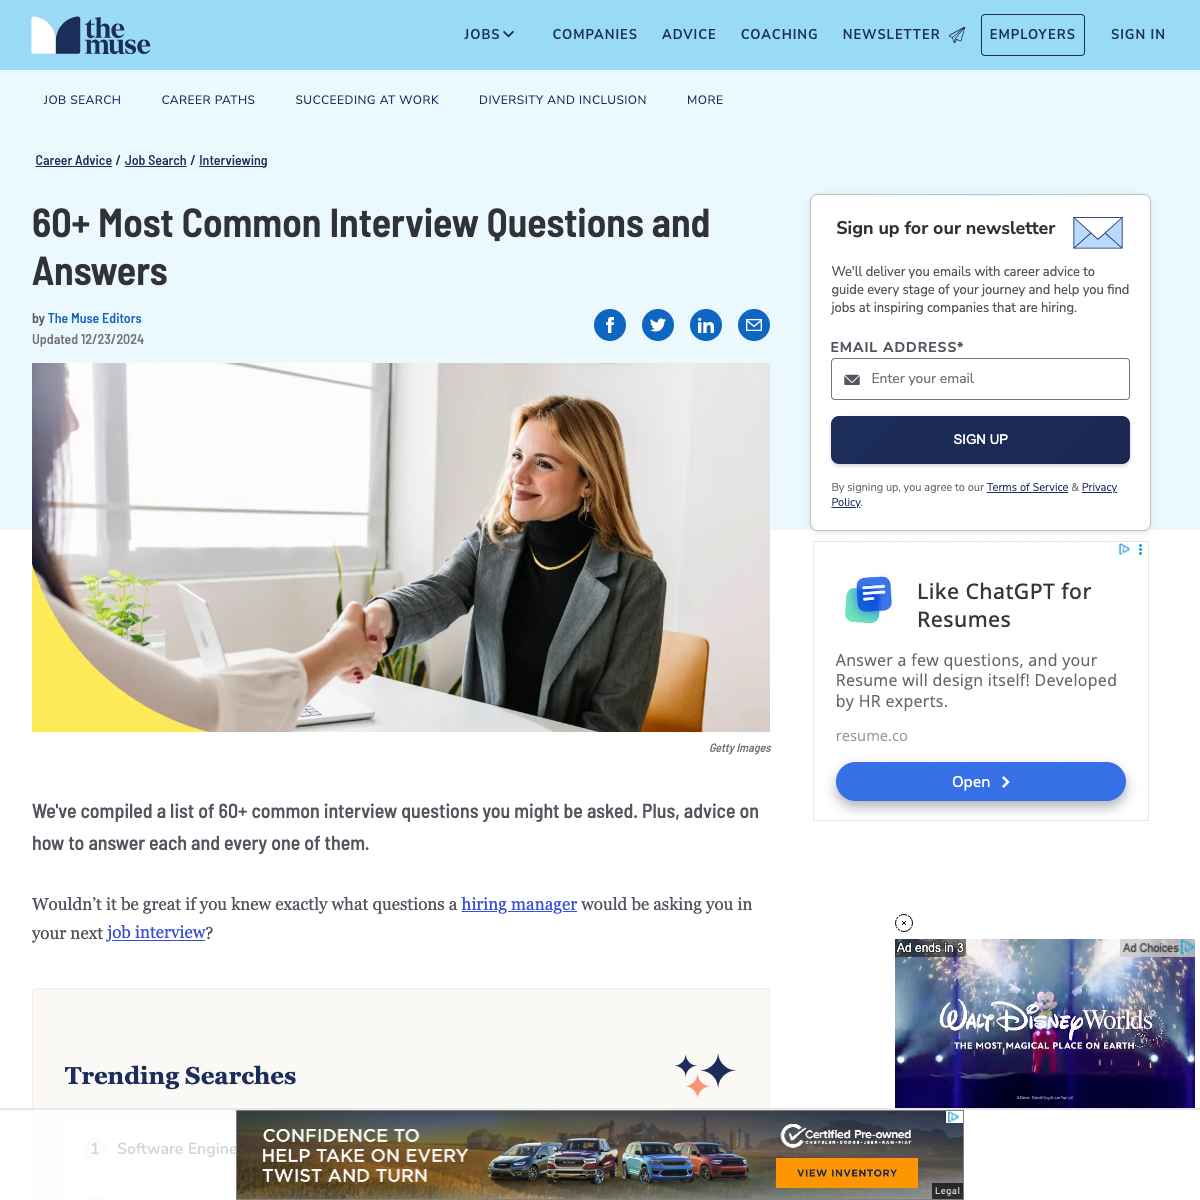 the
muse
JOBS
COMPANIES
ADVICE
COACHING
NEWSLETTER
EMPLOYERS
SIGN IN
JOB SEARCH
CAREER PATHS
SUCCEEDING AT WORK
DIVERSITY AND INCLUSION
MORE
Career Advice / Job Search / Interviewing
60+ Most Common Interview Questions and
Answers
by The Muse Editors
Updated 12/23/2024
Getty Images
We've compiled a list of 60+ common interview questions you might be asked. Plus, advice on
how to answer each and every one of them.
Wouldn’t it be great if you knew exactly what questions a hiring manager would be asking you in
your next job interview?
Trending Searches
1 Software Engine
Sign up for our newsletter
We'll deliver you emails with career advice to
guide every stage of your journey and help you find
jobs at inspiring companies that are hiring.
EMAIL ADDRESS*
Enter your email
SIGN UP
By signing up, you agree to our Terms of Service & Privacy
Policy.
Like ChatGPT for
Resumes
Answer a few questions, and your
Resume will design itself! Developed
by HR experts.
resume.co
Open
Ad ends in 3
Ad Choices
WALT DISNEY World
THE MOST MAGICAL PLACE ON EARTH
CONFIDENCE TO
HELP TAKE ON EVERY
TWIST AND TURN
Certified Pre-owned
CHRYSLER·DODGE·JEEP·RAM·FIAT
VIEW INVENTORY
Legal